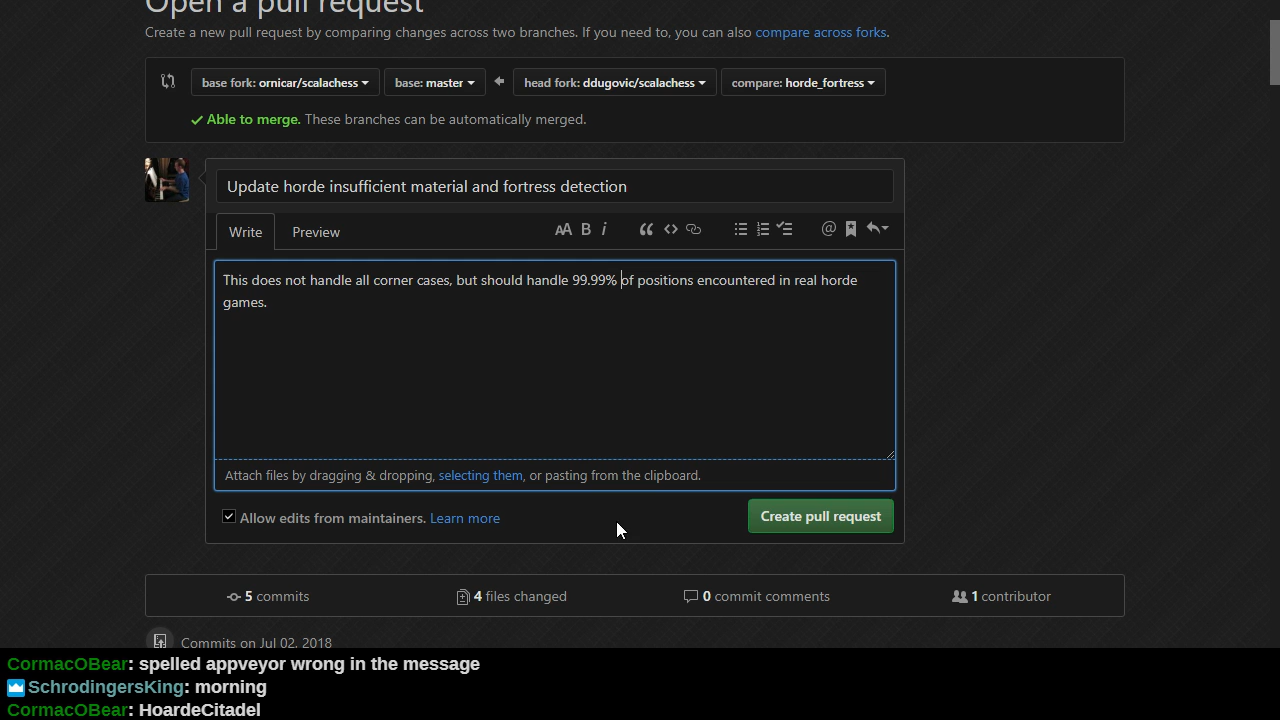 Open a pull request
Create a new pull request by comparing changes across two branches. If you need to, you can also compare across forks.
base fork: ornicar/scalachess base: master head fork: ddugovic/scalachess compare: horde_fortress
Able to merge. These branches can be automatically merged.
Update horde insufficient material and fortress detection
Write Preview AA B i
This does not handle all corner cases, but should handle 99.99% of positions encountered in real horde
games.
Attach files by dragging & dropping, selecting them, or pasting from the clipboard.
Allow edits from maintainers. Learn more Create pull request
5 commits 4 files changed 0 commit comments 1 contributor
Commits on Jul 02, 2018
CormacOBear: spelled appveyor wrong in the message
SchrodingersKing: morning
CormacOBear: HoardeCitadel